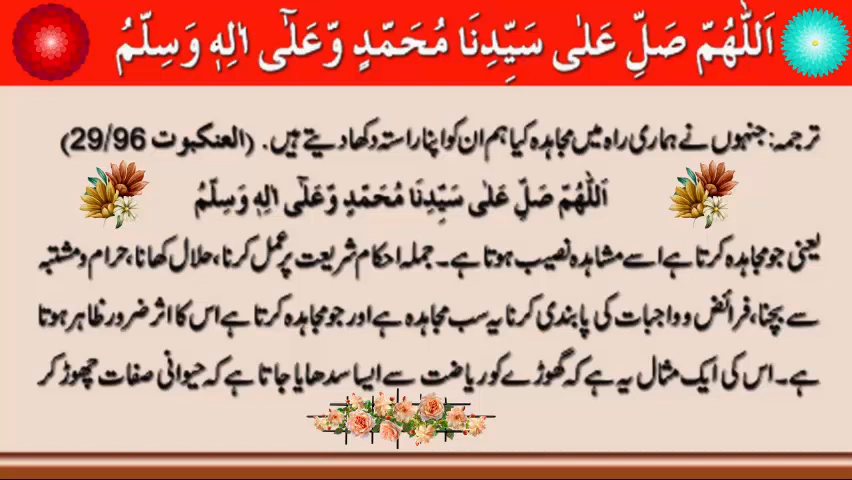 اَللّٰهُمَّ صَلِّ عَلٰى سَيِّدِنَا مُحَمَّدٍ وَّعَلٰٓى اٰلِهٖ وَسِلِّمُ
ترجمہ: جنہوں نے ہماری راہ میں مجاہدہ کیا ہم ان کو اپنا راستہ دکھا دیتے ہیں۔ (العنکبوت 29/96)
اَللّٰهُمَّ صَلِّ عَلٰى سَيِّدِنَا مُحَمَّدٍ وَّعَلٰٓى اٰلِهٖ وَسِلِّمُ
یعنی جو مجاہدہ کرتا ہے اسے مشاہدہ نصیب ہوتا ہے۔ جملہ احکام شریعت پر عمل کرنا، حلال کھانا، حرام و مشتبہ
سے بچنا، فرائض و واجبات کی پابندی کرنا یہ سب مجاہدہ ہے اور جو مجاہدہ کرتا ہے اس کا اثر ضرور ظاہر ہوتا
ہے۔ اس کی ایک مثال یہ ہے کہ گھوڑے کو ریاضت سے ایسا سدھایا جاتا ہے کہ حیوانی صفات چھوڑ کر